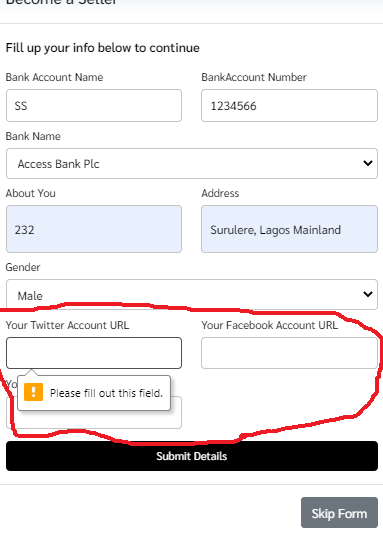 Become a Seller
Fill up your info below to continue
Bank Account Name BankAccount Number
SS 1234566
Bank Name
Access Bank Plc
About You Address
232 Surulere, Lagos Mainland
Gender
Male
Your Twitter Account URL Your Facebook Account URL
Please fill out this field.
Submit Details
Skip Form